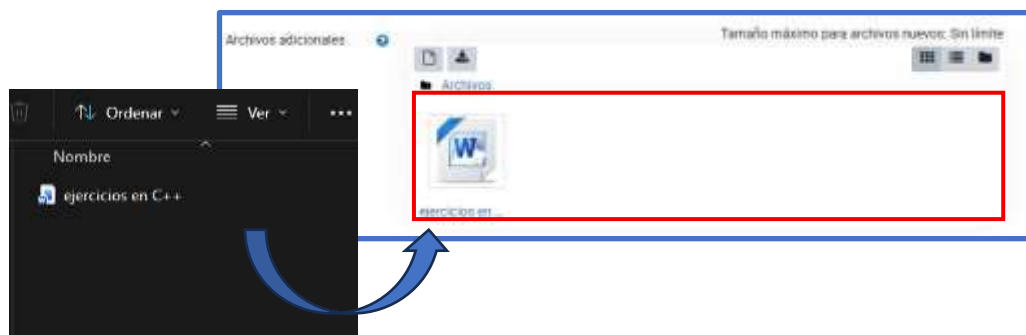 Archivos adicionales
Tamaño máximo para archivos nuevos: Sin límite
Archivos
W
ejercicios en ...
Ordenar
Ver
Nombre
ejercicios en C++